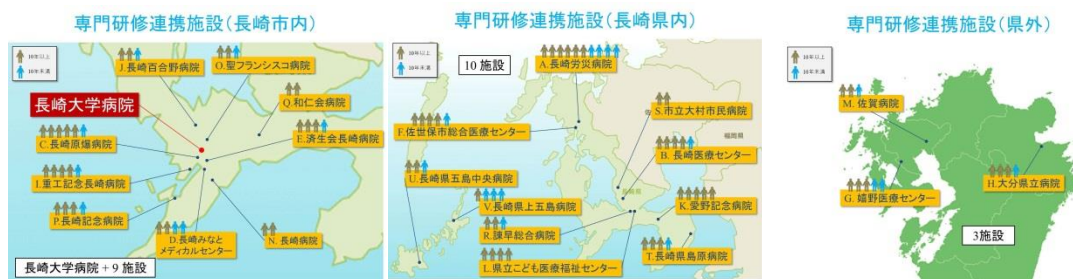 専門研修連携施設(長崎市内)
10年以上
10年未満
J.長崎百合野病院
O.聖フランシスコ病院
長崎大学病院
Q.和仁会病院
C.長崎原爆病院
E.済生会長崎病院
I.重工記念長崎病院
P.長崎記念病院
D.長崎みなと
メディカルセンター
N.長崎病院
長崎大学病院+9施設
専門研修連携施設(長崎県内)
10年以上
10年未満
10施設
A.長崎労災病院
S.市立大村市民病院
F.佐世保市総合医療センター
福岡県
B.長崎医療センター
U.長崎県五島中央病院
長崎県
V.長崎県上五島病院
K.愛野記念病院
R.諫早総合病院
T.長崎県島原病院
L.県立こども医療福祉センター
専門研修連携施設(県外)
10年以上
10年未満
M.佐賀病院
H.大分県立病院
G.嬉野医療センター
3施設